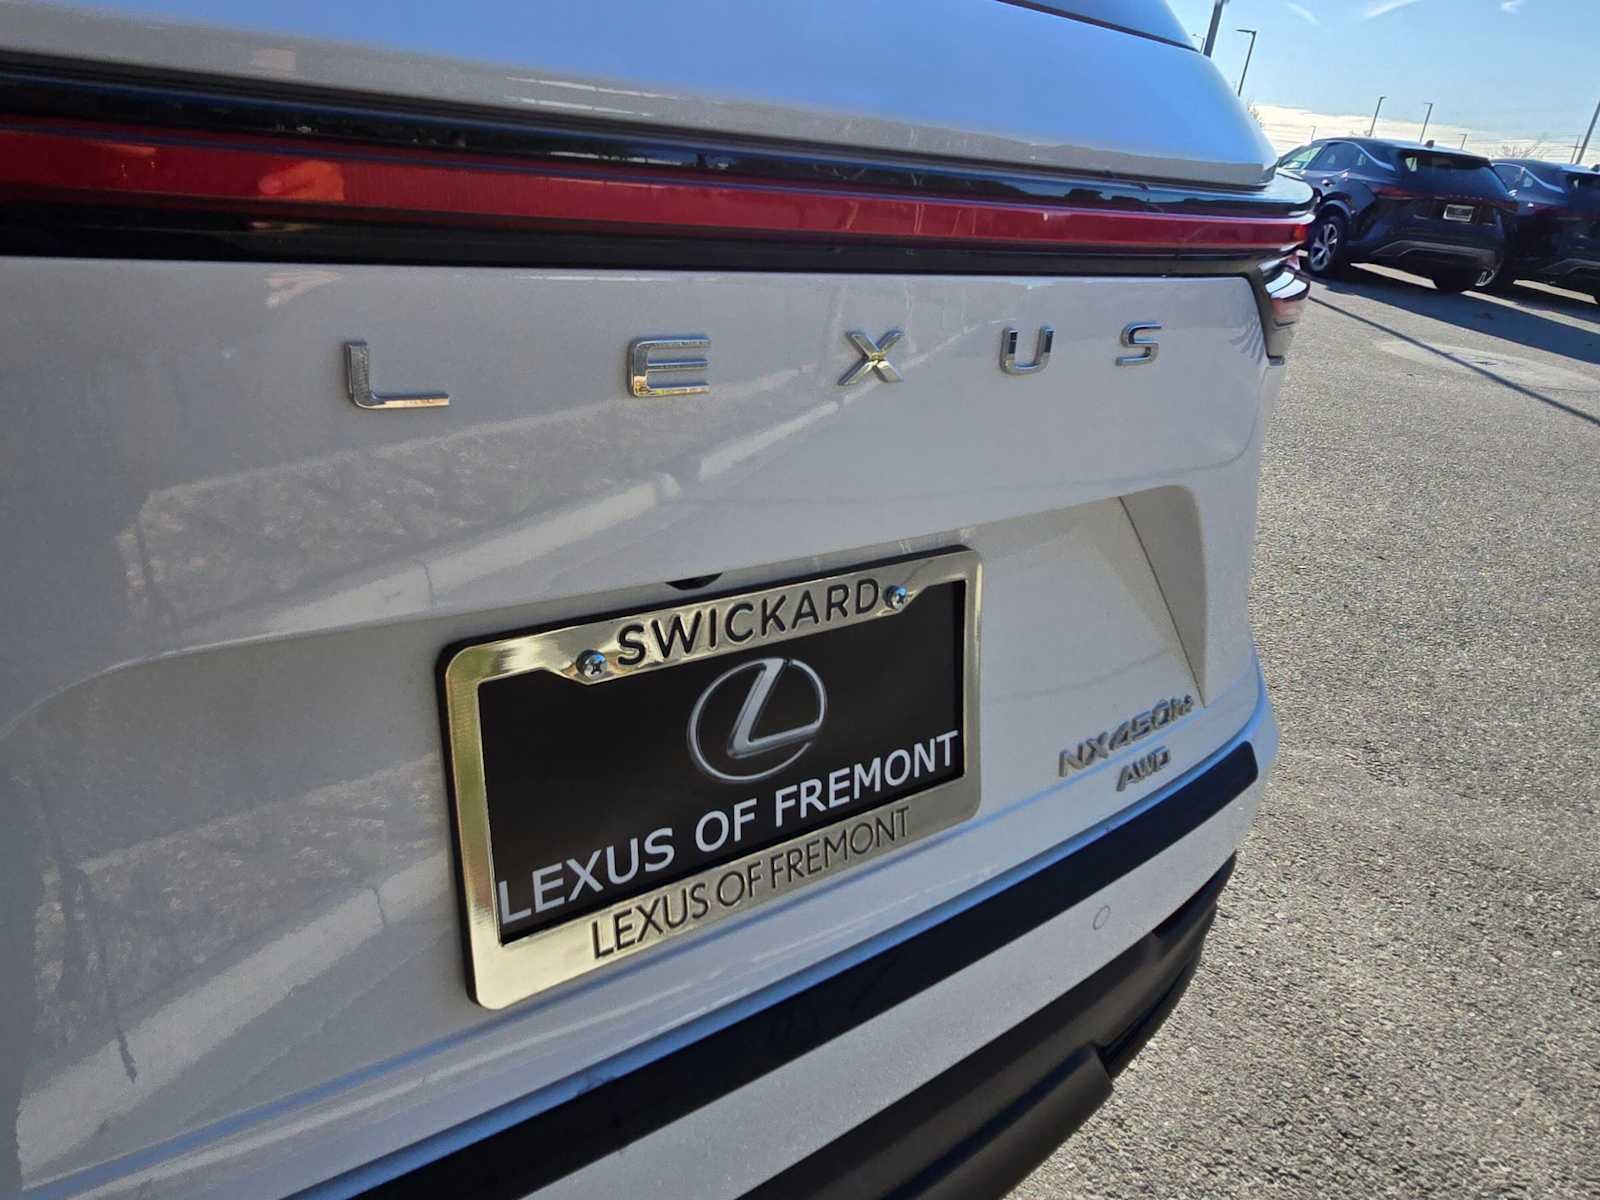 LEXUS
SWICKARD
LEXUS OF FREMONT
LEXUS OF FREMONT
NX450h+
AWD